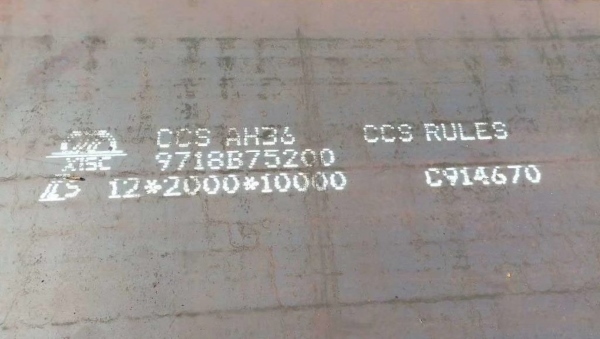 CCS AH36 CCS RULES
XISC 9718B75200
12*2000*10000 C914670